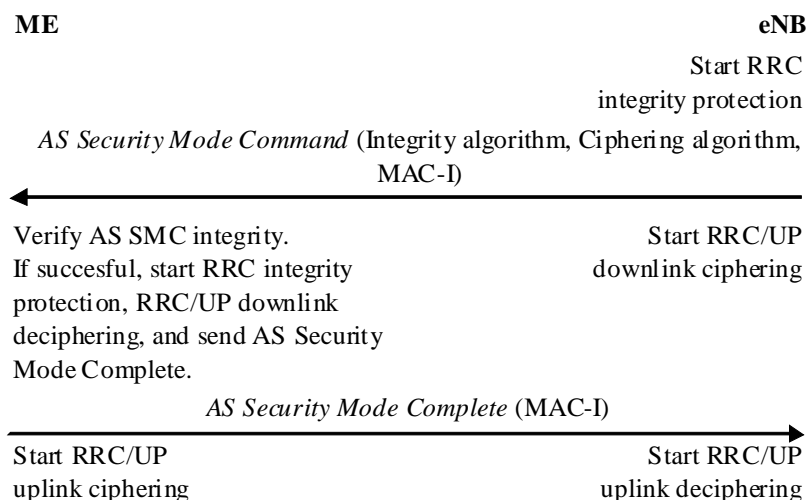 ME eNB
Start RRC
integrity protection
AS Security Mode Command (Integrity algorithm, Ciphering algorithm,
MAC-I)
Verify AS SMC integrity. Start RRC/UP
If succesful, start RRC integrity downlink ciphering
protection, RRC/UP downlink
deciphering, and send AS Security
Mode Complete.
AS Security Mode Complete (MAC-I)
Start RRC/UP Start RRC/UP
uplink ciphering uplink deciphering